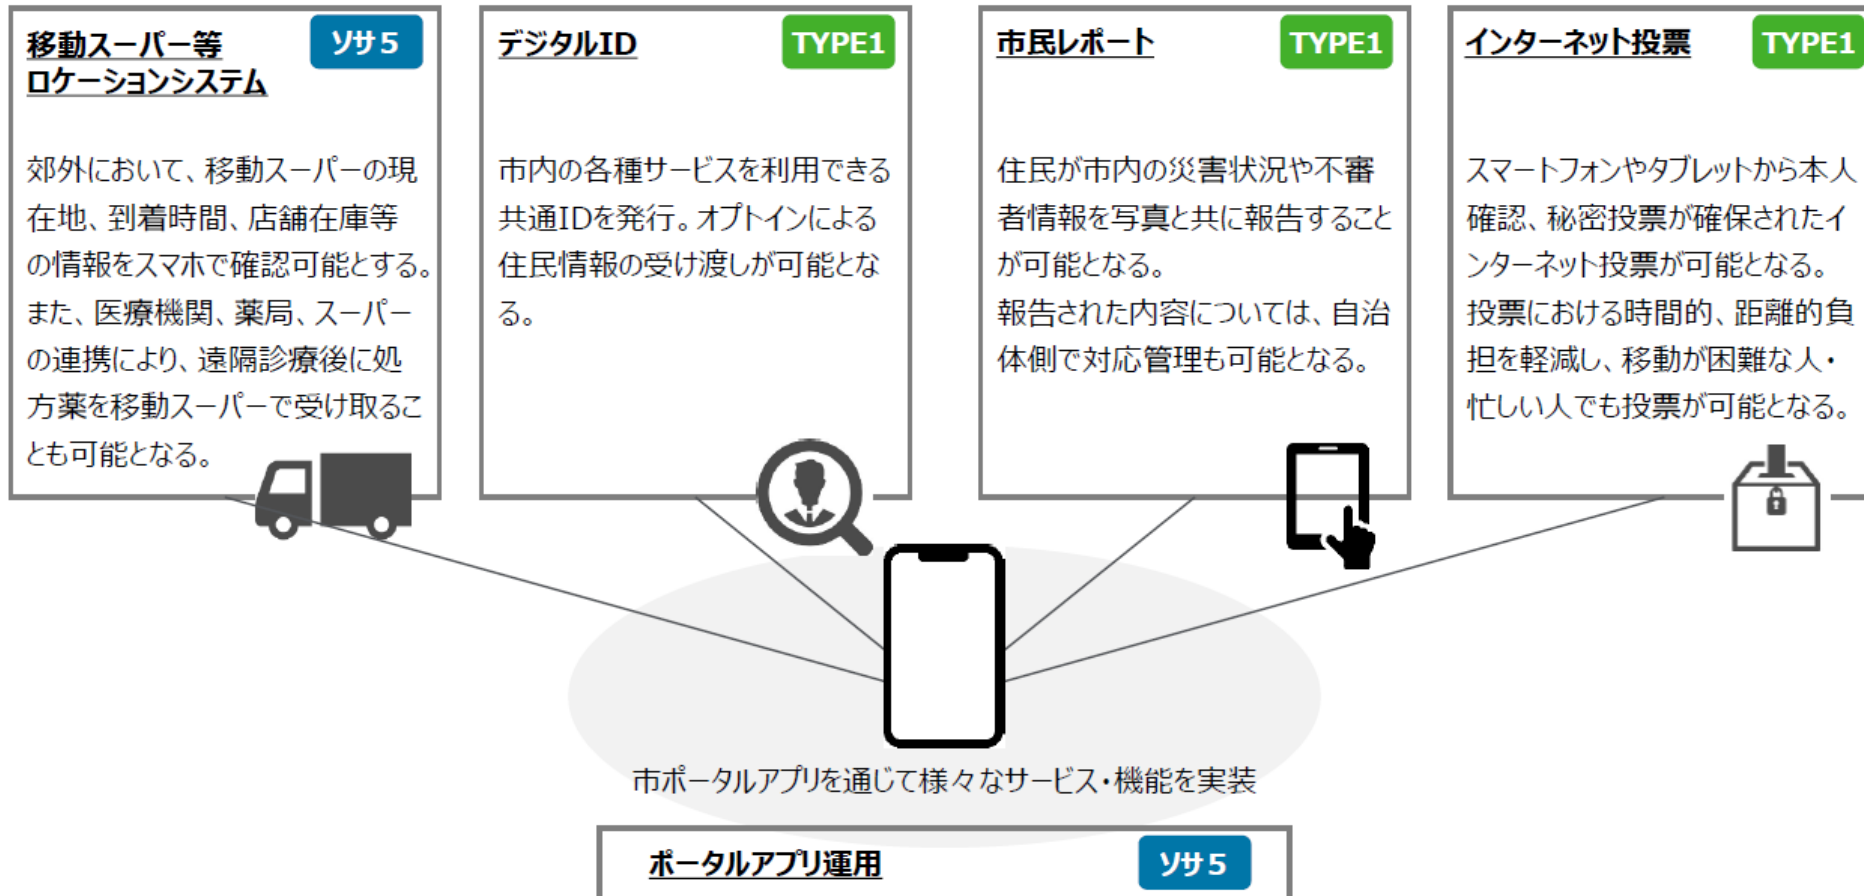 移動スーパー等
ロケーションシステム
ソサ５
郊外において、移動スーパーの現
在地、到着時間、店舗在庫等
の情報をスマホで確認可能とする。
また、医療機関、薬局、スーパー
の連携により、遠隔診療後に処
方薬を移動スーパーで受け取るこ
とも可能となる。
デジタルID
TYPE1
市内の各種サービスを利用できる
共通IDを発行。オプトインによる
住民情報の受け渡しが可能とな
る。
市民レポート
TYPE1
住民が市内の災害状況や不審
者情報を写真と共に報告すること
が可能となる。
報告された内容については、自治
体側で対応管理も可能となる。
インターネット投票
TYPE1
スマートフォンやタブレットから本人
確認、秘密投票が確保されたイ
ンターネット投票が可能となる。
投票における時間的、距離的負
担を軽減し、移動が困難な人・
忙しい人でも投票が可能となる。
市ポータルアプリを通じて様々なサービス・機能を実装
ポータルアプリ運用
ソサ５